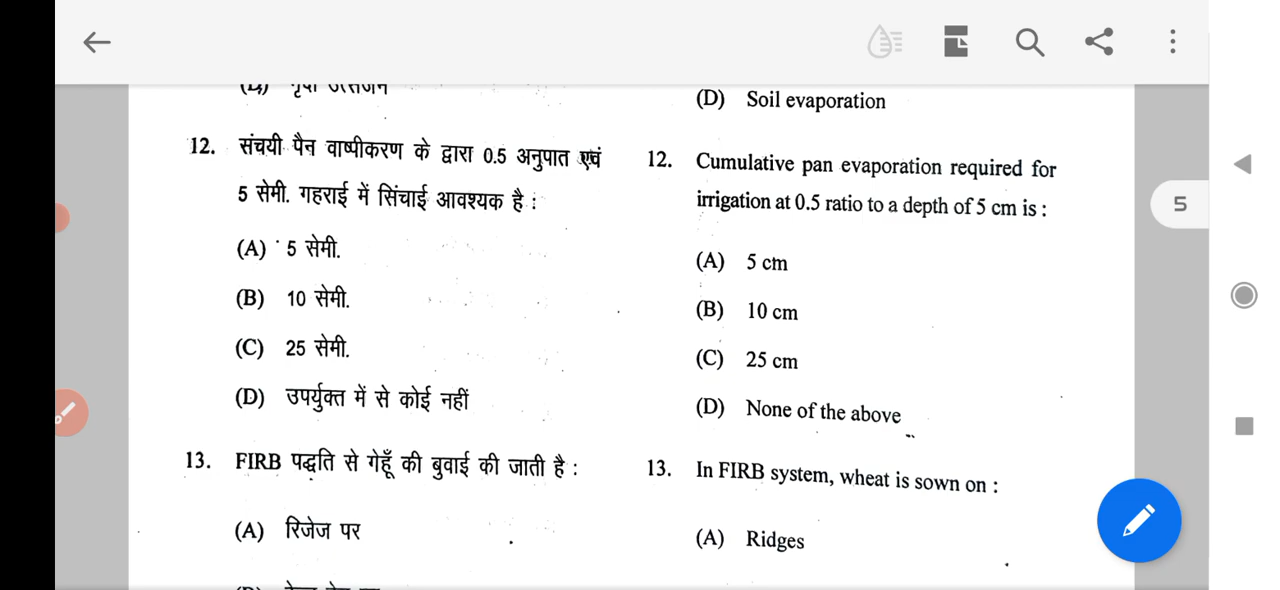 (D) Soil evaporation
12. संचयी पैन वाष्पीकरण के द्वारा 0.5 अनुपात एवं
5 सेमी. गहराई में सिंचाई आवश्यक है :
(A) 5 सेमी.
(B) 10 सेमी.
(C) 25 सेमी.
(D) उपर्युक्त में से कोई नहीं
12. Cumulative pan evaporation required for
irrigation at 0.5 ratio to a depth of 5 cm is :
(A) 5 cm
(B) 10 cm
(C) 25 cm
(D) None of the above
5
13. FIRB पद्धति से गेहूँ की बुवाई की जाती है :
(A) रिजेज पर
13. In FIRB system, wheat is sown on :
(A) Ridges